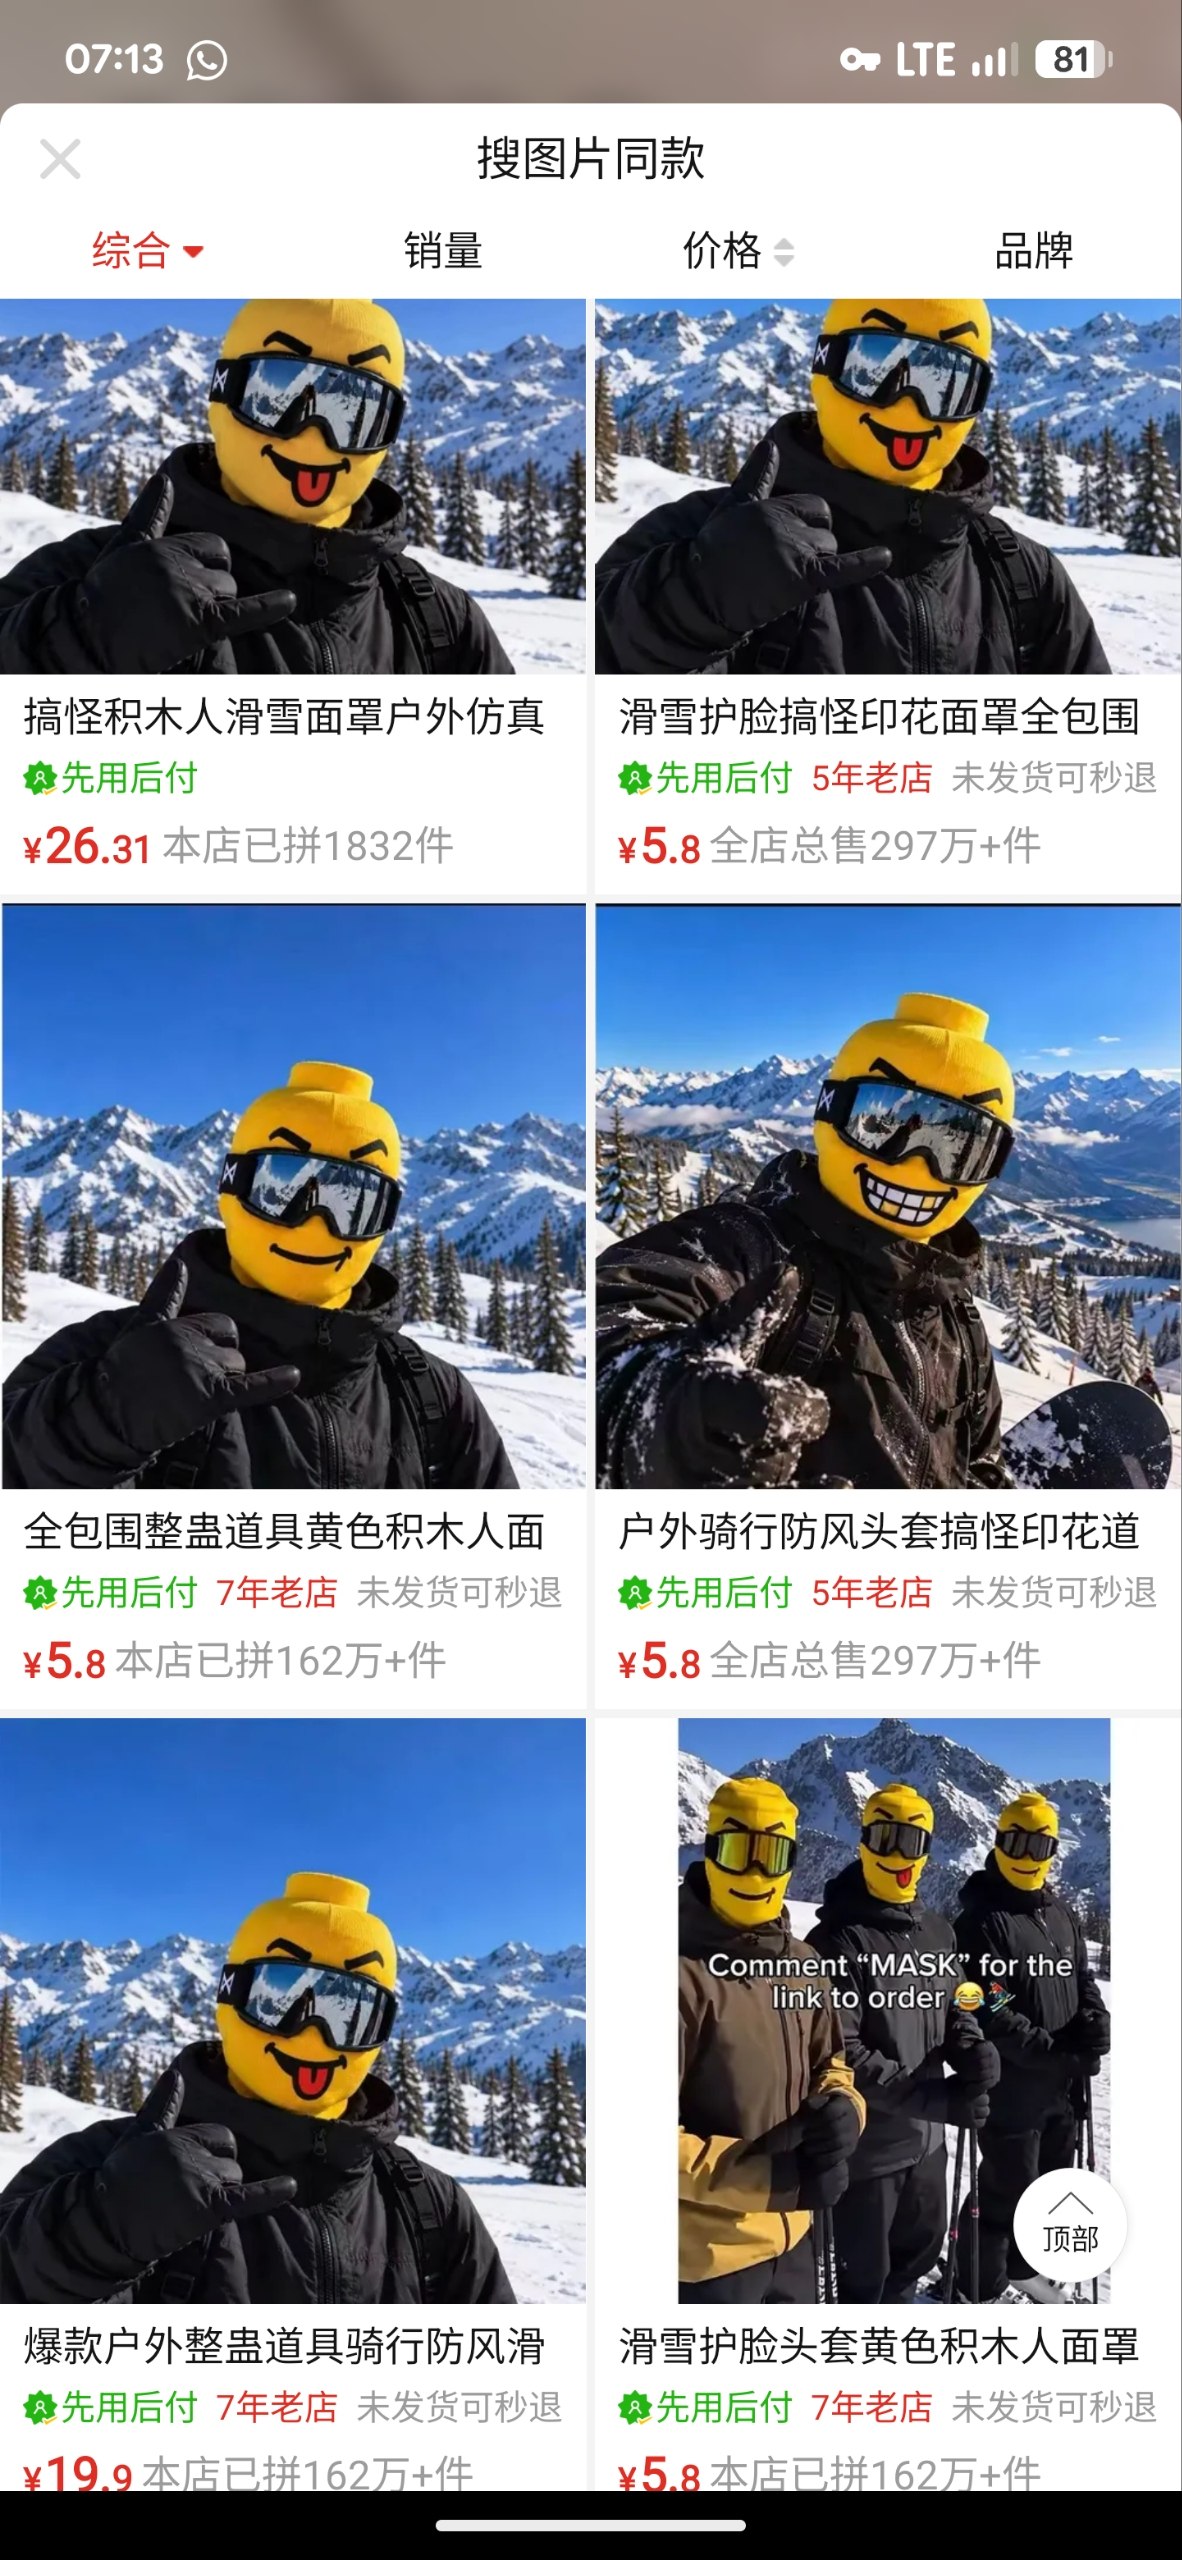 07:13 LTE 81
搜图片同款
综合 销量 价格 品牌
搞怪积木人滑雪面罩户外仿真
先用后付
¥26.31 本店已拼1832件
滑雪护脸搞怪印花面罩全包围
先用后付 5年老店 未发货可秒退
¥5.8 全店总售297万+件
全包围整蛊道具黄色积木人面
先用后付 7年老店 未发货可秒退
¥5.8 本店已拼162万+件
户外骑行防风头套搞怪印花道
先用后付 5年老店 未发货可秒退
¥5.8 全店总售297万+件
爆款户外整蛊道具骑行防风滑
先用后付 7年老店 未发货可秒退
¥19.9 本店已拼162万+件
Comment “MASK” for the
link to order 😂⛷️
顶部
滑雪护脸头套黄色积木人面罩
先用后付 7年老店 未发货可秒退
¥5.8 本店已拼162万+件